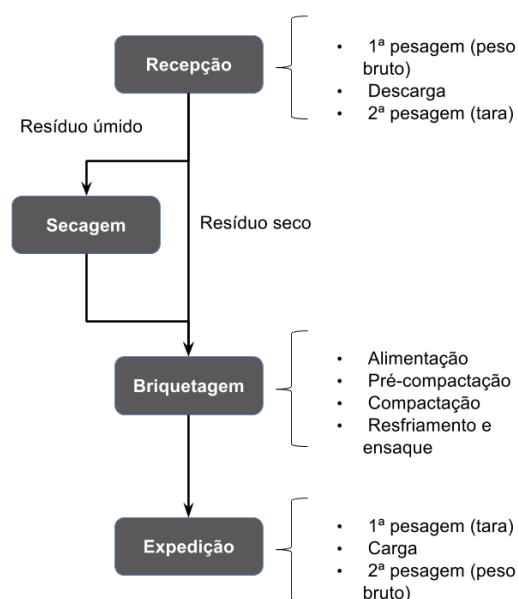 Recepção
• 1ª pesagem (peso
bruto)
• Descarga
• 2ª pesagem (tara)
Resíduo úmido
Secagem
Resíduo seco
Briquetagem
• Alimentação
• Pré-compactação
• Compactação
• Resfriamento e
ensaque
Expedição
• 1ª pesagem (tara)
• Carga
• 2ª pesagem (peso
bruto)